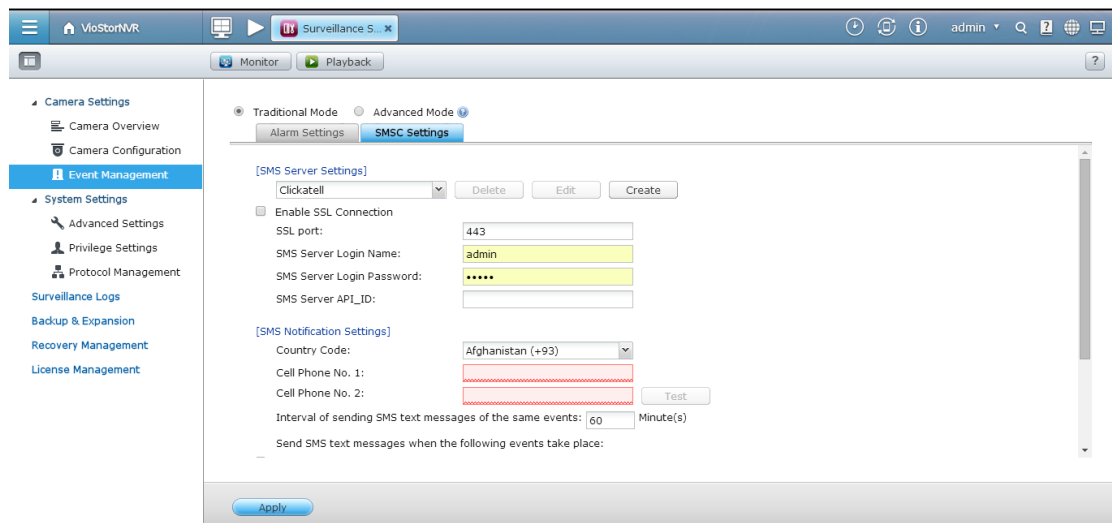 VioStorNVR
Surveillance S...
admin
Monitor
Playback
Camera Settings
Camera Overview
Camera Configuration
Event Management
System Settings
Advanced Settings
Privilege Settings
Protocol Management
Surveillance Logs
Backup & Expansion
Recovery Management
License Management
Traditional Mode Advanced Mode
Alarm Settings SMSC Settings
[SMS Server Settings]
Clickatell Delete Edit Create
Enable SSL Connection
SSL port: 443
SMS Server Login Name: admin
SMS Server Login Password: •••••
SMS Server API_ID:
[SMS Notification Settings]
Country Code: Afghanistan (+93)
Cell Phone No. 1:
Cell Phone No. 2: Test
Interval of sending SMS text messages of the same events: 60 Minute(s)
Send SMS text messages when the following events take place:
Apply